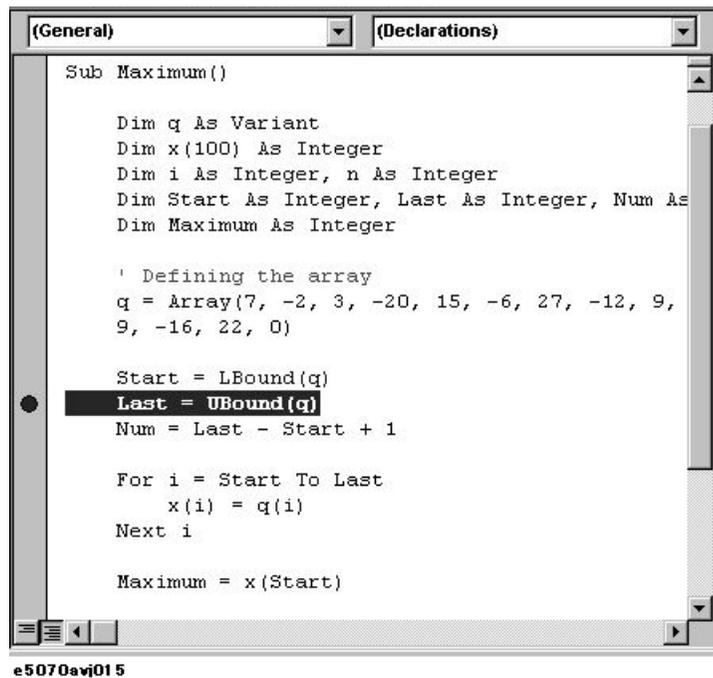 (General) (Declarations)
Sub Maximum()
Dim q As Variant
Dim x(100) As Integer
Dim i As Integer, n As Integer
Dim Start As Integer, Last As Integer, Num As
Dim Maximum As Integer
' Defining the array
q = Array(7, -2, 3, -20, 15, -6, 27, -12, 9,
9, -16, 22, 0)
Start = LBound(q)
Last = UBound(q)
Num = Last - Start + 1
For i = Start To Last
x(i) = q(i)
Next i
Maximum = x(Start)
e5070avj015